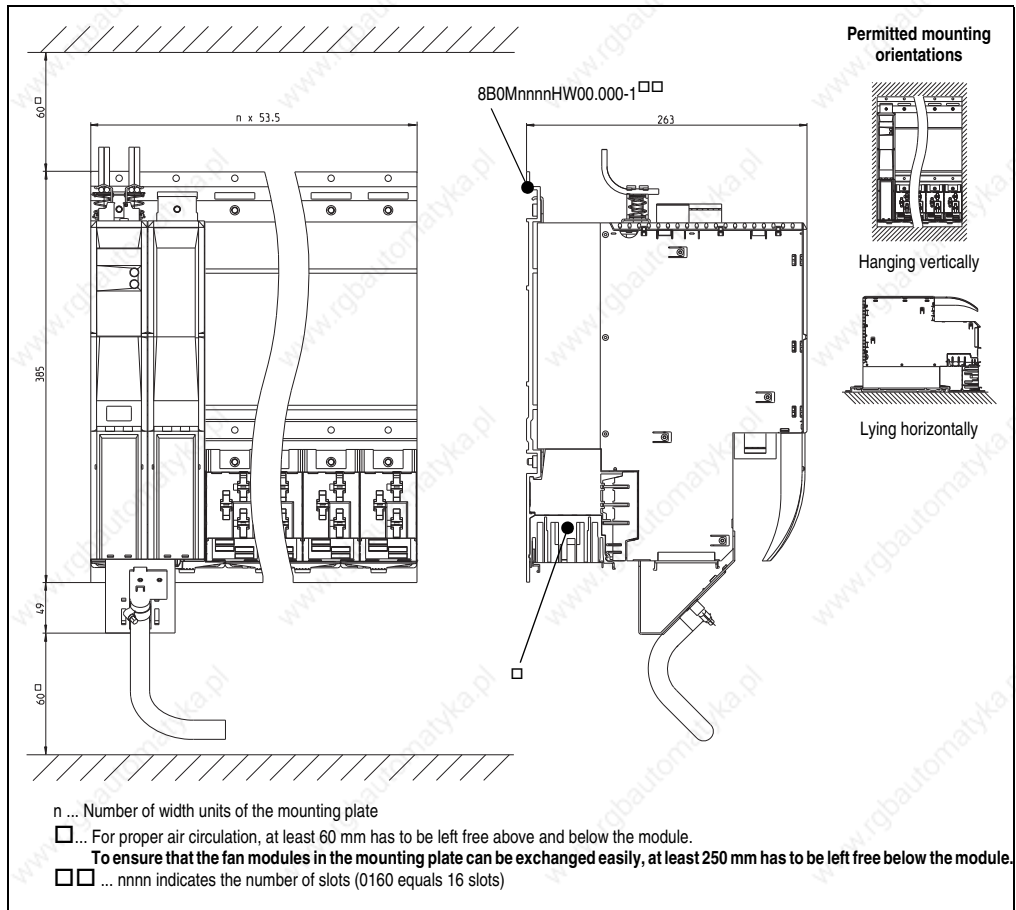 Permitted mounting
orientations
8B0MnnnnHW00.000-1□□
60□
n x 53.5
263
Hanging vertically
385
Lying horizontally
49
□
60□
n ... Number of width units of the mounting plate
□... For proper air circulation, at least 60 mm has to be left free above and below the module.
To ensure that the fan modules in the mounting plate can be exchanged easily, at least 250 mm has to be left free below the module.
□□ ... nnnn indicates the number of slots (0160 equals 16 slots)
www.rgbautomatyka.pl